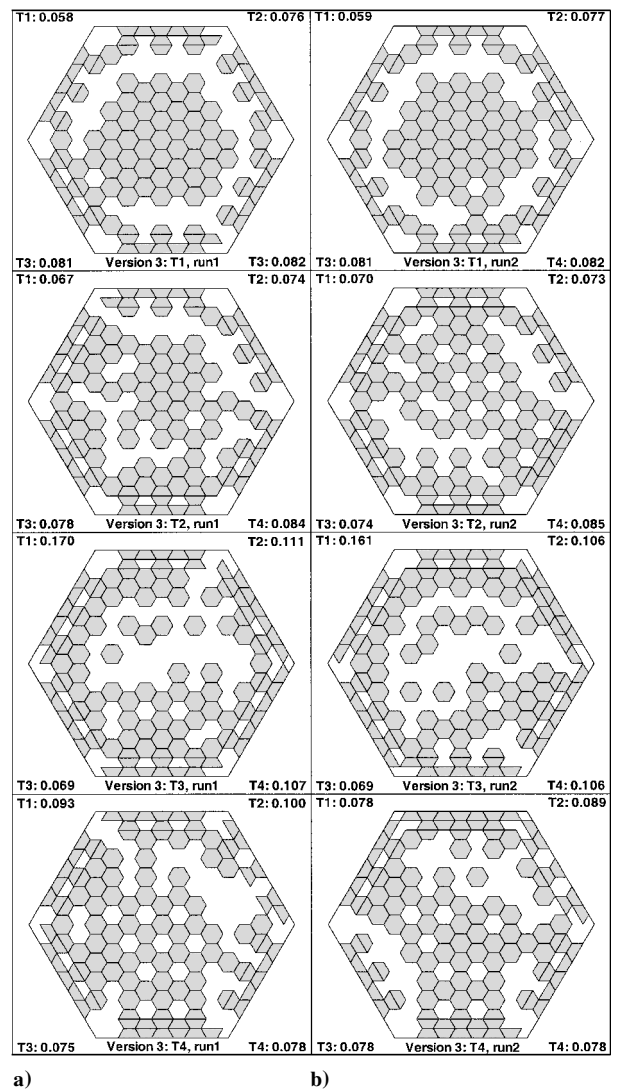 T1: 0.058 T2: 0.076 T1: 0.059 T2: 0.077
T3: 0.081 Version 3: T1, run1 T3: 0.082 T3: 0.081 Version 3: T1, run2 T4: 0.082
T1: 0.067 T2: 0.074 T1: 0.070 T2: 0.073
T3: 0.078 Version 3: T2, run1 T4: 0.084 T3: 0.074 Version 3: T2, run2 T4: 0.085
T1: 0.170 T2: 0.111 T1: 0.161 T2: 0.106
T3: 0.069 Version 3: T3, run1 T4: 0.107 T3: 0.069 Version 3: T3, run2 T4: 0.106
T1: 0.093 T2: 0.100 T1: 0.078 T2: 0.089
T3: 0.075 Version 3: T4, run1 T4: 0.078 T3: 0.078 Version 3: T4, run2 T4: 0.078
a) b)